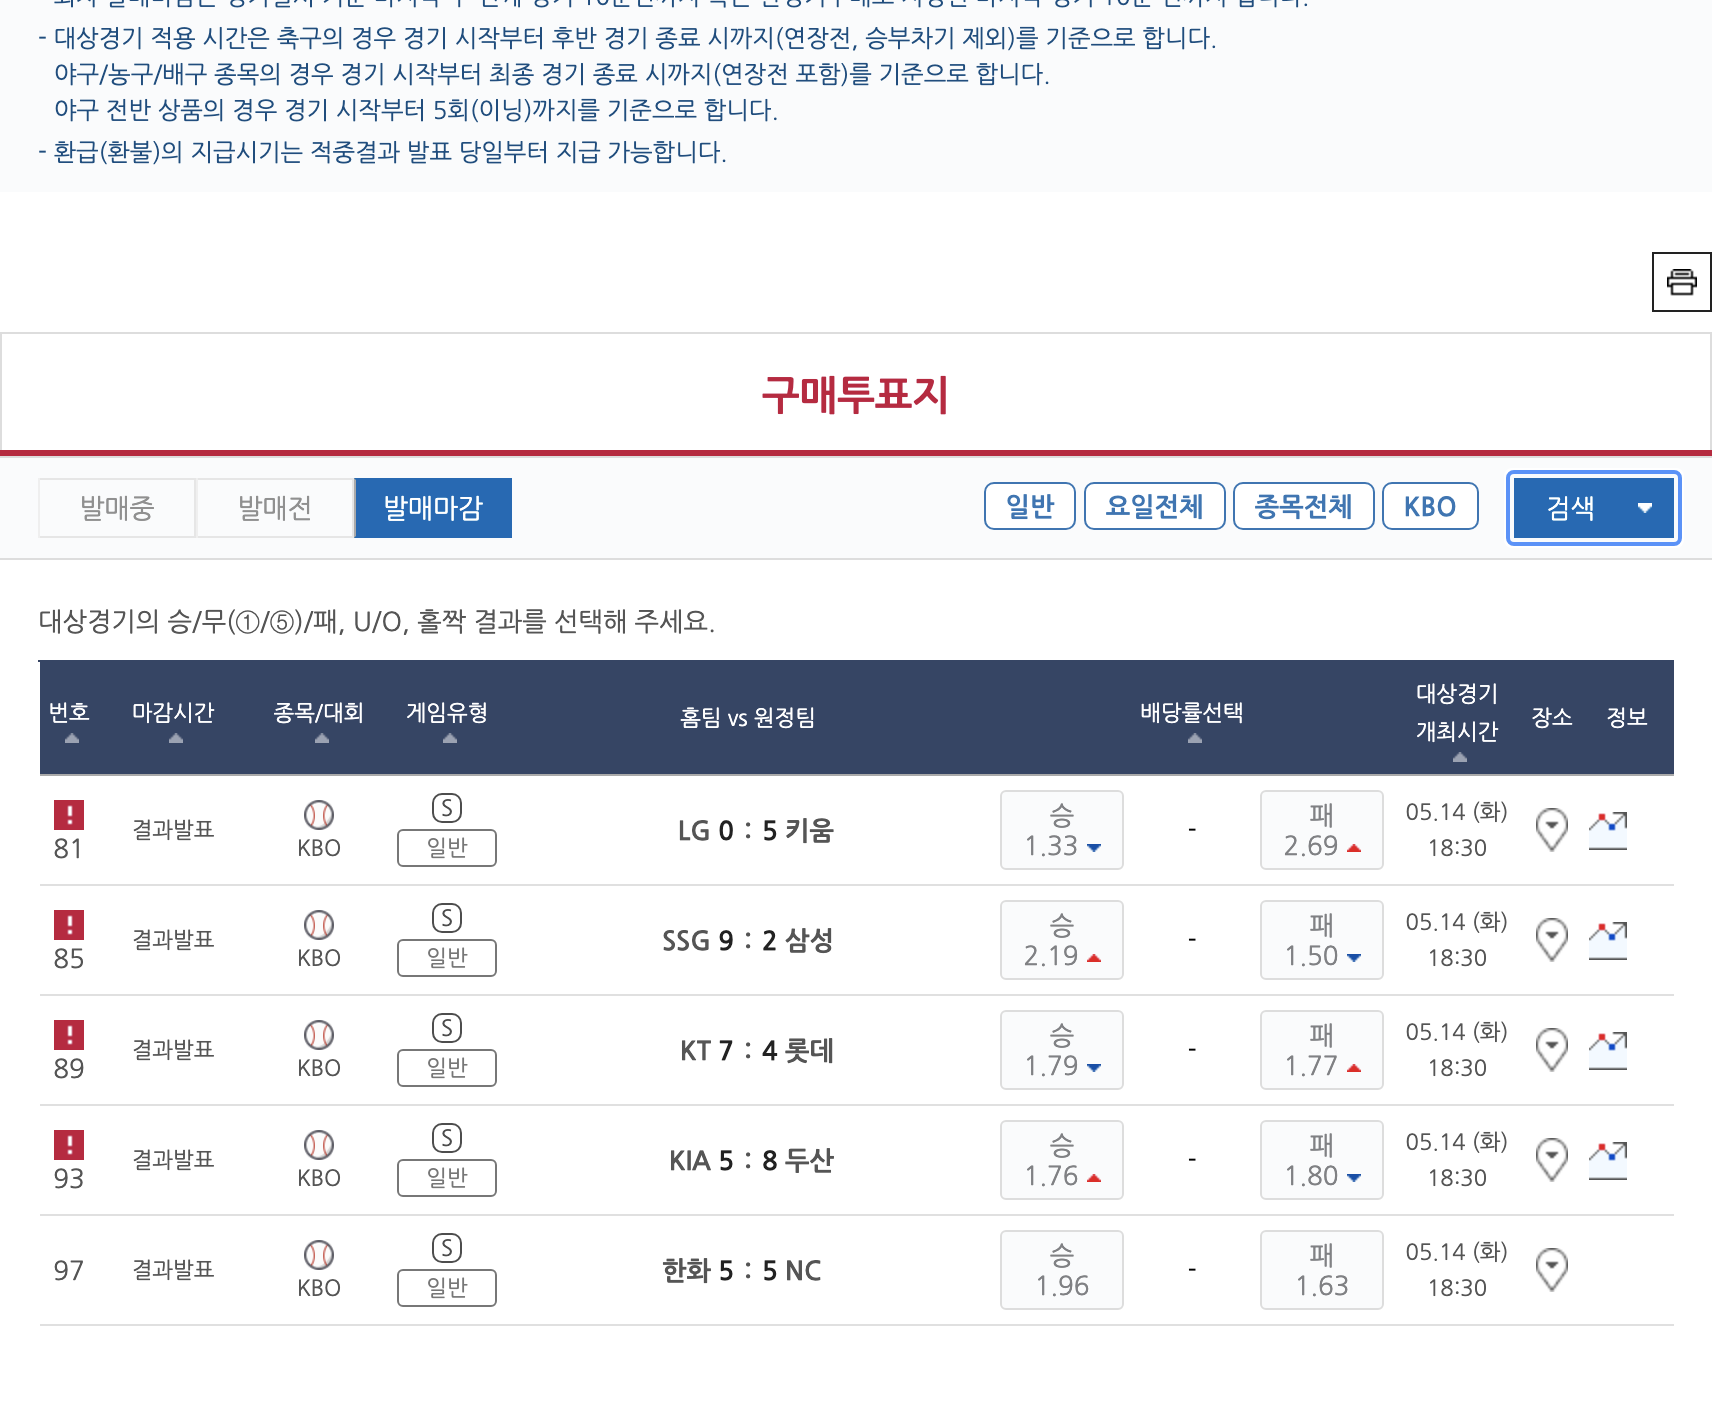 - 대상경기 적용 시간은 축구의 경우 경기 시작부터 후반 경기 종료 시까지(연장전, 승부차기 제외)를 기준으로 합니다.
야구/농구/배구 종목의 경우 경기 시작부터 최종 경기 종료 시까지(연장전 포함)를 기준으로 합니다.
야구 전반 상품의 경우 경기 시작부터 5회(이닝)까지를 기준으로 합니다.
- 환급(환불)의 지급시기는 적중결과 발표 당일부터 지급 가능합니다.
구매투표지
발매중 발매전 발매마감 일반 요일전체 종목전체 KBO 검색
대상경기의 승/무(①/⑤)/패, U/O, 홀짝 결과를 선택해 주세요.
번호 마감시간 종목/대회 게임유형 홈팀 vs 원정팀 배당률선택 대상경기 개최시간 장소 정보
81 결과발표 KBO S 일반 LG 0 : 5 키움 승 1.33 - 패 2.69 05.14 (화) 18:30
85 결과발표 KBO S 일반 SSG 9 : 2 삼성 승 2.19 - 패 1.50 05.14 (화) 18:30
89 결과발표 KBO S 일반 KT 7 : 4 롯데 승 1.79 - 패 1.77 05.14 (화) 18:30
93 결과발표 KBO S 일반 KIA 5 : 8 두산 승 1.76 - 패 1.80 05.14 (화) 18:30
97 결과발표 KBO S 일반 한화 5 : 5 NC 승 1.96 - 패 1.63 05.14 (화) 18:30